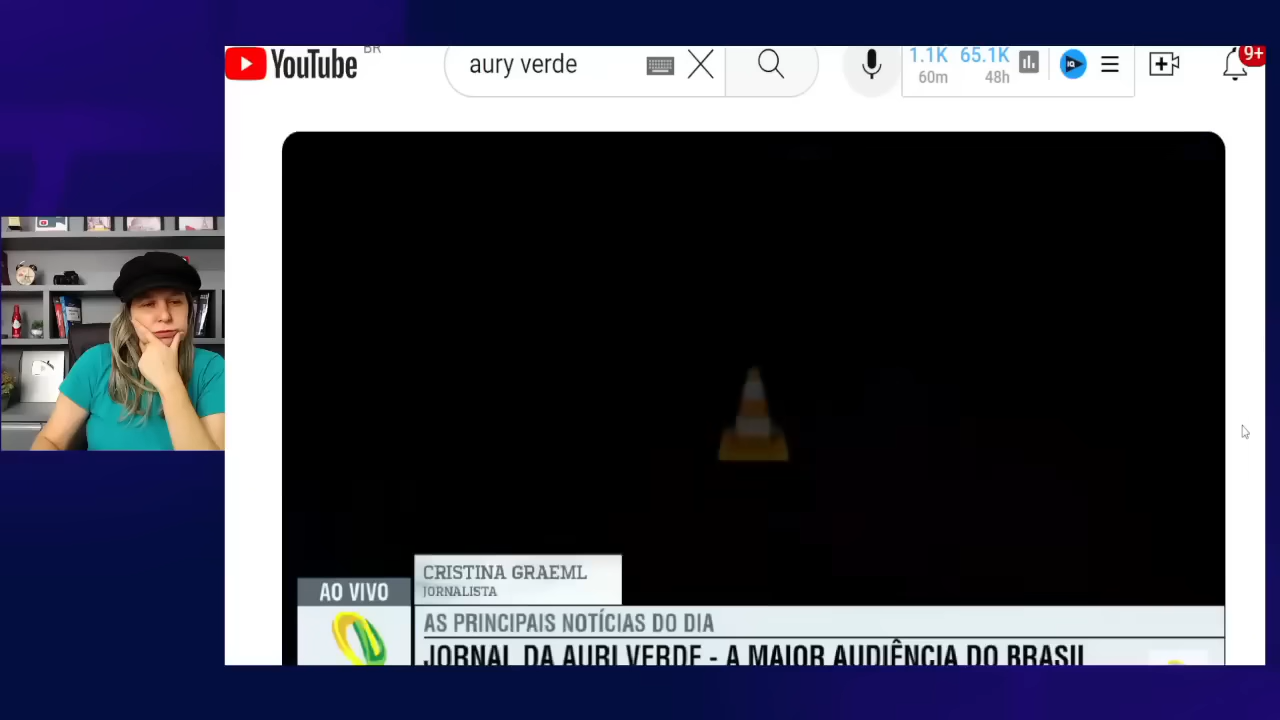 YouTube BR
aury verde
1.1K 65.1K
60m 48h
IQ
9+
CRISTINA GRAEML
JORNALISTA
AO VIVO
AS PRINCIPAIS NOTÍCIAS DO DIA
JORNAL DA AURI VERDE - A MAIOR AUDIÊNCIA DO BRASIL